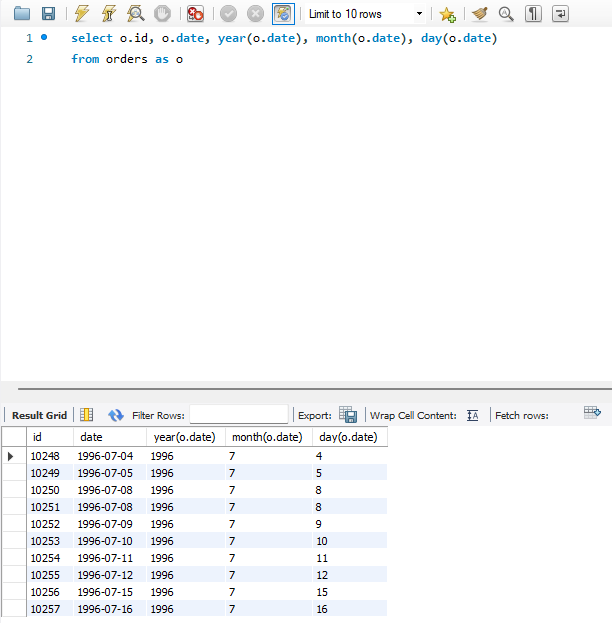 Limit to 10 rows
1 select o.id, o.date, year(o.date), month(o.date), day(o.date)
2 from orders as o
Result Grid Filter Rows: Export: Wrap Cell Content: Fetch rows:
id date year(o.date) month(o.date) day(o.date)
10248 1996-07-04 1996 7 4
10249 1996-07-05 1996 7 5
10250 1996-07-08 1996 7 8
10251 1996-07-08 1996 7 8
10252 1996-07-09 1996 7 9
10253 1996-07-10 1996 7 10
10254 1996-07-11 1996 7 11
10255 1996-07-12 1996 7 12
10256 1996-07-15 1996 7 15
10257 1996-07-16 1996 7 16